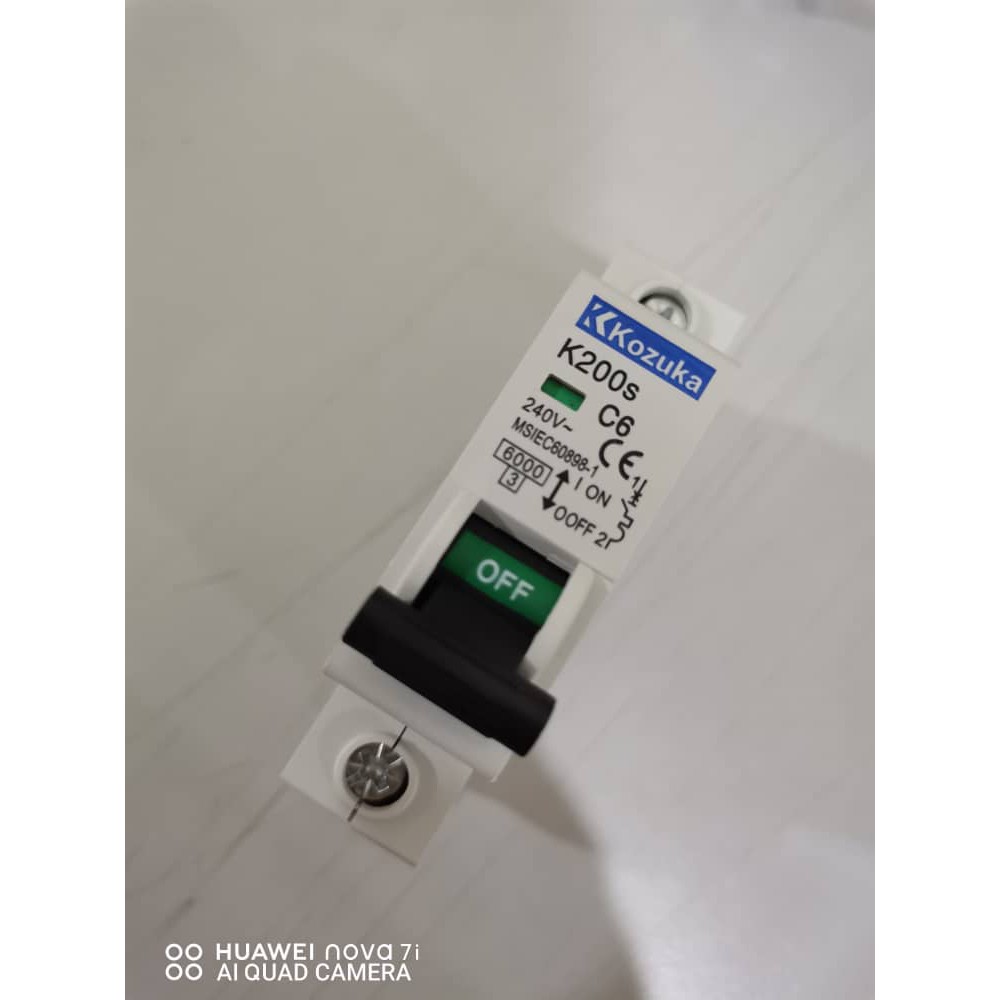 Kozuka
K200s
C6
240V~
MSIEC60898-1
CE
6000
3
I ON
O OFF
1
2
OFF
HUAWEI nova 7i
AI QUAD CAMERA